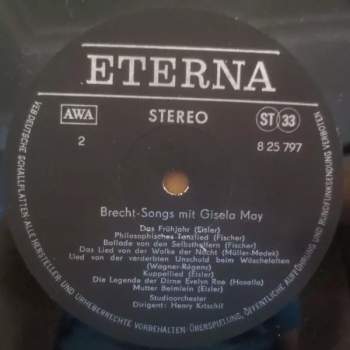 ETERNA
AWA
STEREO
ST 33
2
8 25 797
Brecht-Songs mit Gisela May
Das Frühjahr (Eisler)
Philosophisches Tanzlied (Fischer)
Ballade von den Selbsthelfern (Fischer)
Das Lied von der Wolke der Nacht (Müller-Medek)
Lied von der verderbten Unschuld beim Wäschefalten
(Wagner-Régeny)
Kuppellied (Eisler)
Die Legende der Dirne Evelyn Roe (Hosalla)
Mutter Beimlein (Eisler)
Studioorchester
Dirigent: Henry Krtschil
VEB DEUTSCHE SCHALLPLATTEN ALLE HERSTELLER- UND URHEBERRECHTE VORBEHALTEN · ÜBERSPIELUNG, ÖFFENTLICHE AUFFÜHRUNG UND RUNDFUNKSENDUNG VERBOTEN